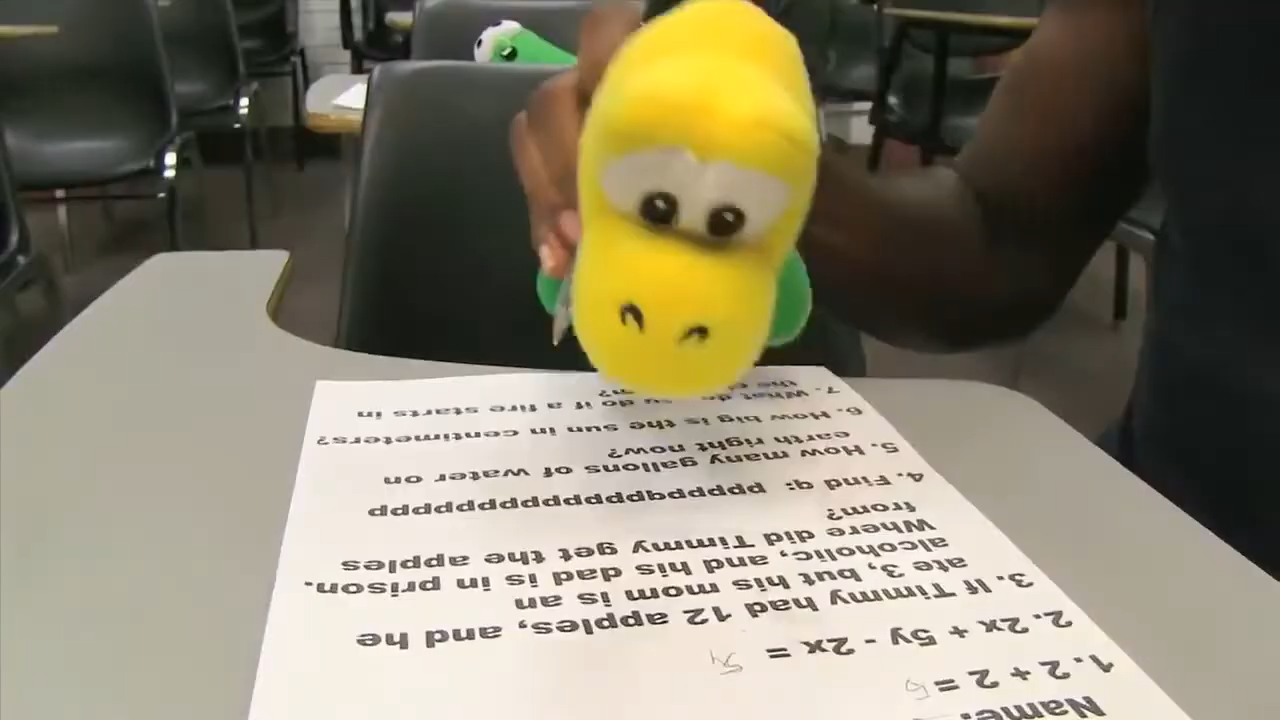 Name:
1. 2 + 2 = 5
2. 2x + 5y - 2x = 5y
3. If Timmy had 12 apples, and he
ate 3, but his mom is an
alcoholic, and his dad is in prison.
Where did Timmy get the apples
from?
4. Find q: pppppqppppppppppppp
5. How many gallons of water on
earth right now?
6. How big is the sun in centimeters?
7. What do you do if a fire starts in
the